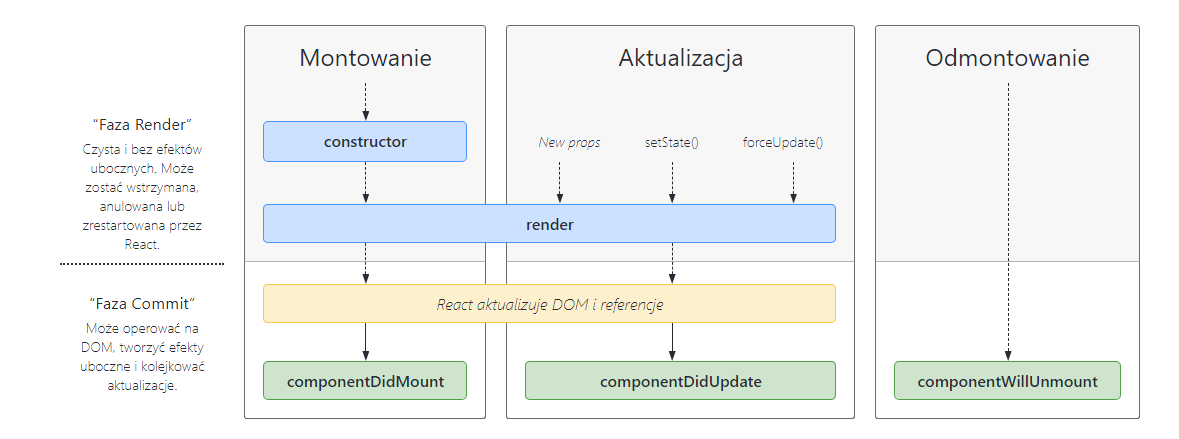 Montowanie
Aktualizacja
Odmontowanie
“Faza Render”
Czysta i bez efektów
ubocznych. Może
zostać wstrzymana,
anulowana lub
zrestartowana przez
React.
constructor
New props
setState()
forceUpdate()
render
“Faza Commit”
Może operować na
DOM, tworzyć efekty
uboczne i kolejkować
aktualizacje.
React aktualizuje DOM i referencje
componentDidMount
componentDidUpdate
componentWillUnmount